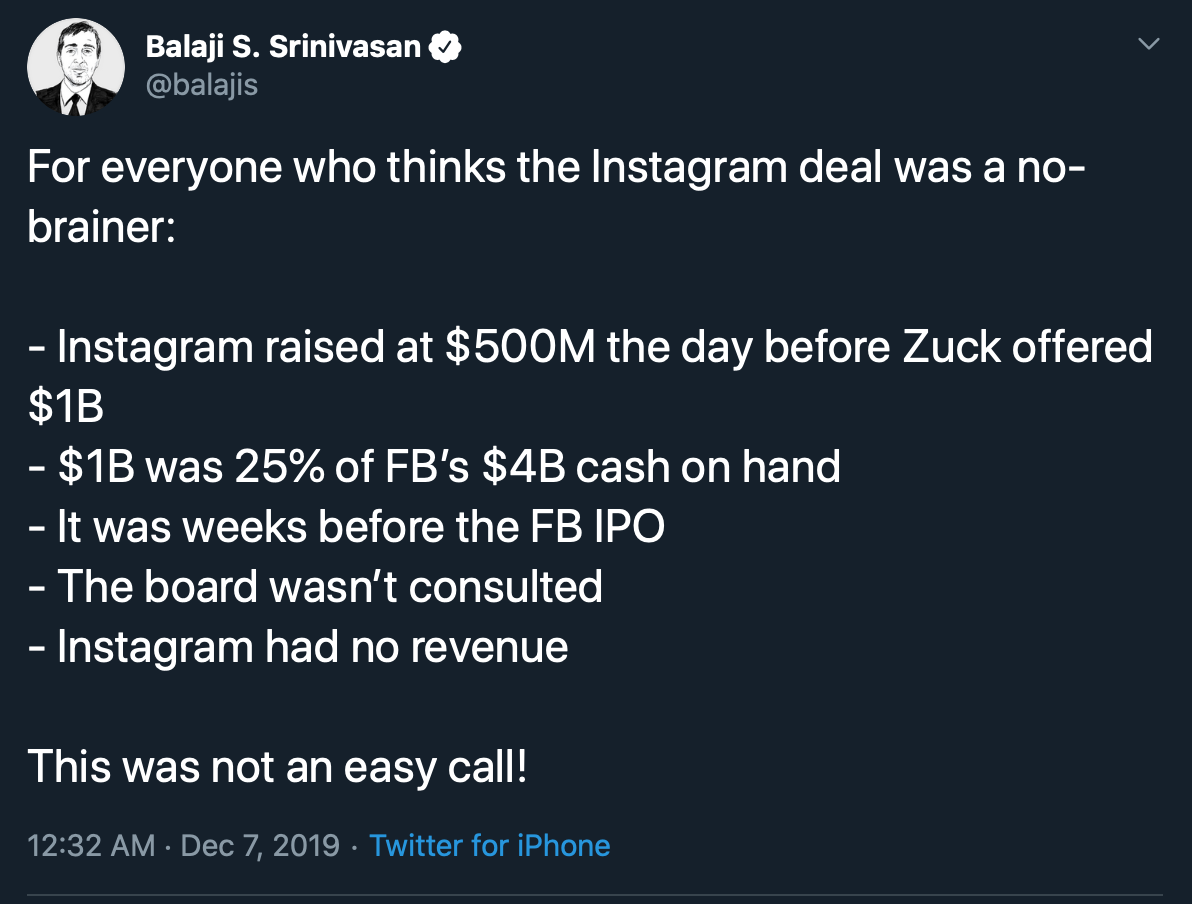 Balaji S. Srinivasan
@balajis
For everyone who thinks the Instagram deal was a no-
brainer:
- Instagram raised at $500M the day before Zuck offered
$1B
- $1B was 25% of FB’s $4B cash on hand
- It was weeks before the FB IPO
- The board wasn’t consulted
- Instagram had no revenue
This was not an easy call!
12:32 AM · Dec 7, 2019 · Twitter for iPhone